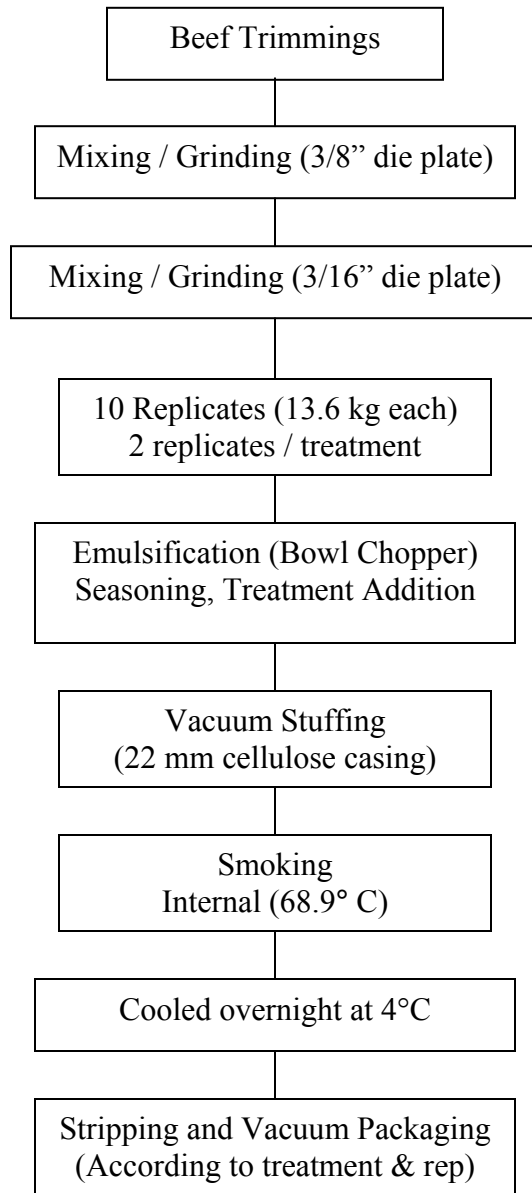 Beef Trimmings
Mixing / Grinding (3/8” die plate)
Mixing / Grinding (3/16” die plate)
10 Replicates (13.6 kg each)
2 replicates / treatment
Emulsification (Bowl Chopper)
Seasoning, Treatment Addition
Vacuum Stuffing
(22 mm cellulose casing)
Smoking
Internal (68.9° C)
Cooled overnight at 4°C
Stripping and Vacuum Packaging
(According to treatment & rep)